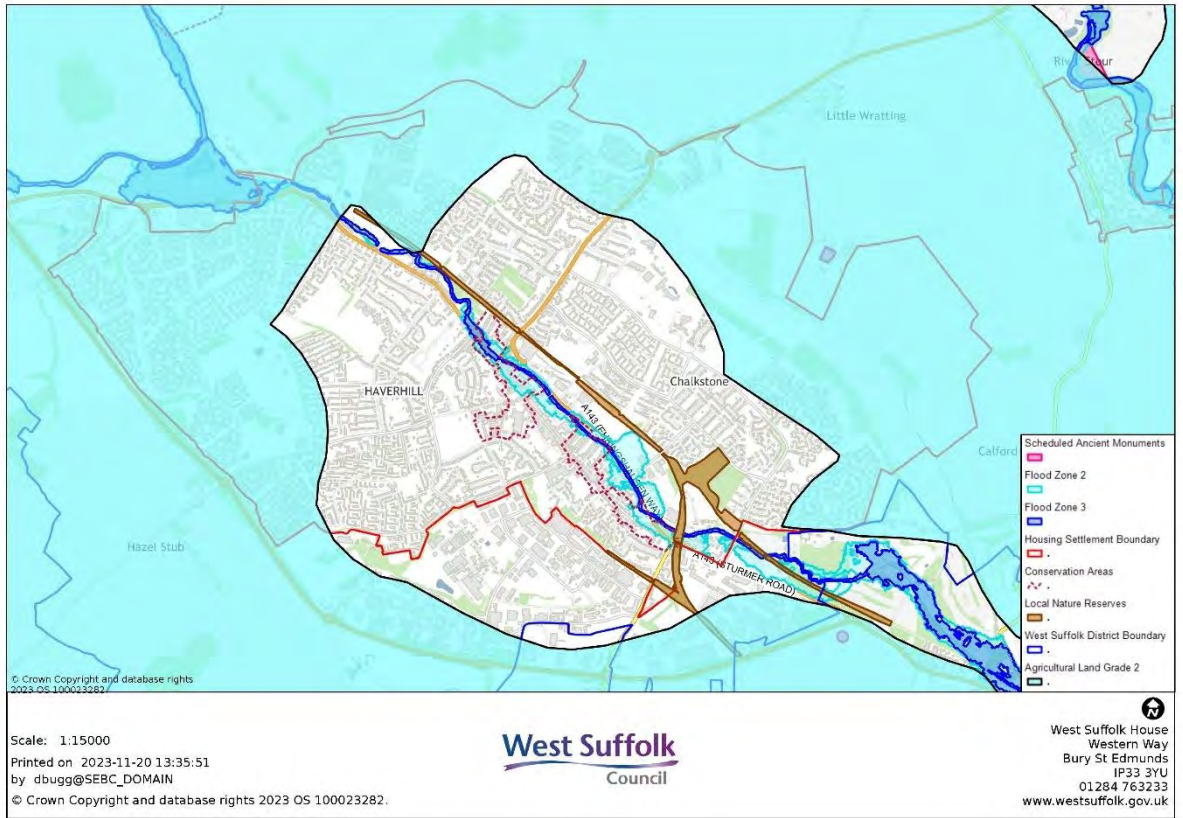 River Stour
Little Wratting
HAVERHILL
Chalkstone
A143 (EHRINGSHAUSEN WAY)
Calford
Hazel Stub
A143 (STURMER ROAD)
Scheduled Ancient Monuments
Flood Zone 2
Flood Zone 3
Housing Settlement Boundary
.
Conservation Areas
.
Local Nature Reserves
.
West Suffolk District Boundary
.
Agricultural Land Grade 2
.
© Crown Copyright and database rights
2023 OS 100023282
Scale: 1:15000
Printed on 2023-11-20 13:35:51
by dbugg@SEBC_DOMAIN
© Crown Copyright and database rights 2023 OS 100023282.
West Suffolk
Council
N
West Suffolk House
Western Way
Bury St Edmunds
IP33 3YU
01284 763233
www.westsuffolk.gov.uk